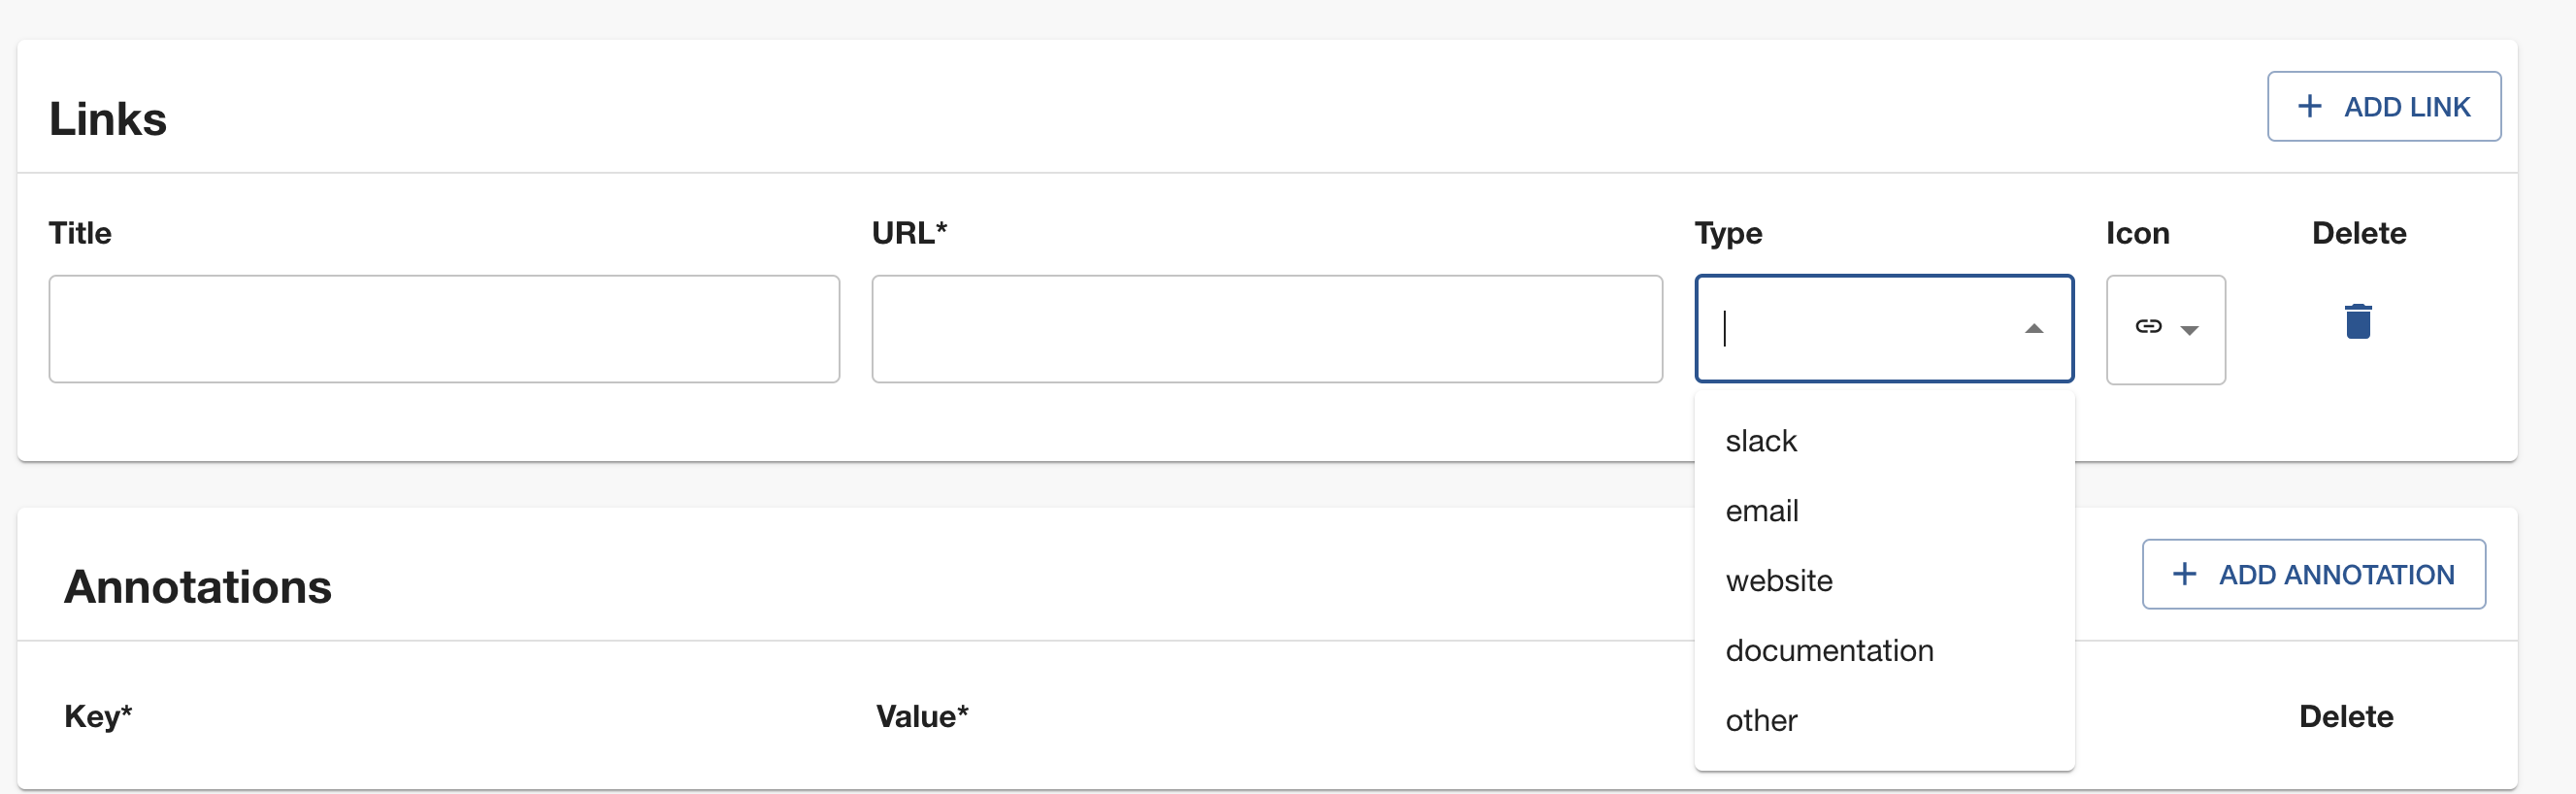 Links
+ ADD LINK
Title URL* Type Icon Delete
slack
email
website
documentation
other
Annotations
+ ADD ANNOTATION
Key* Value* Delete